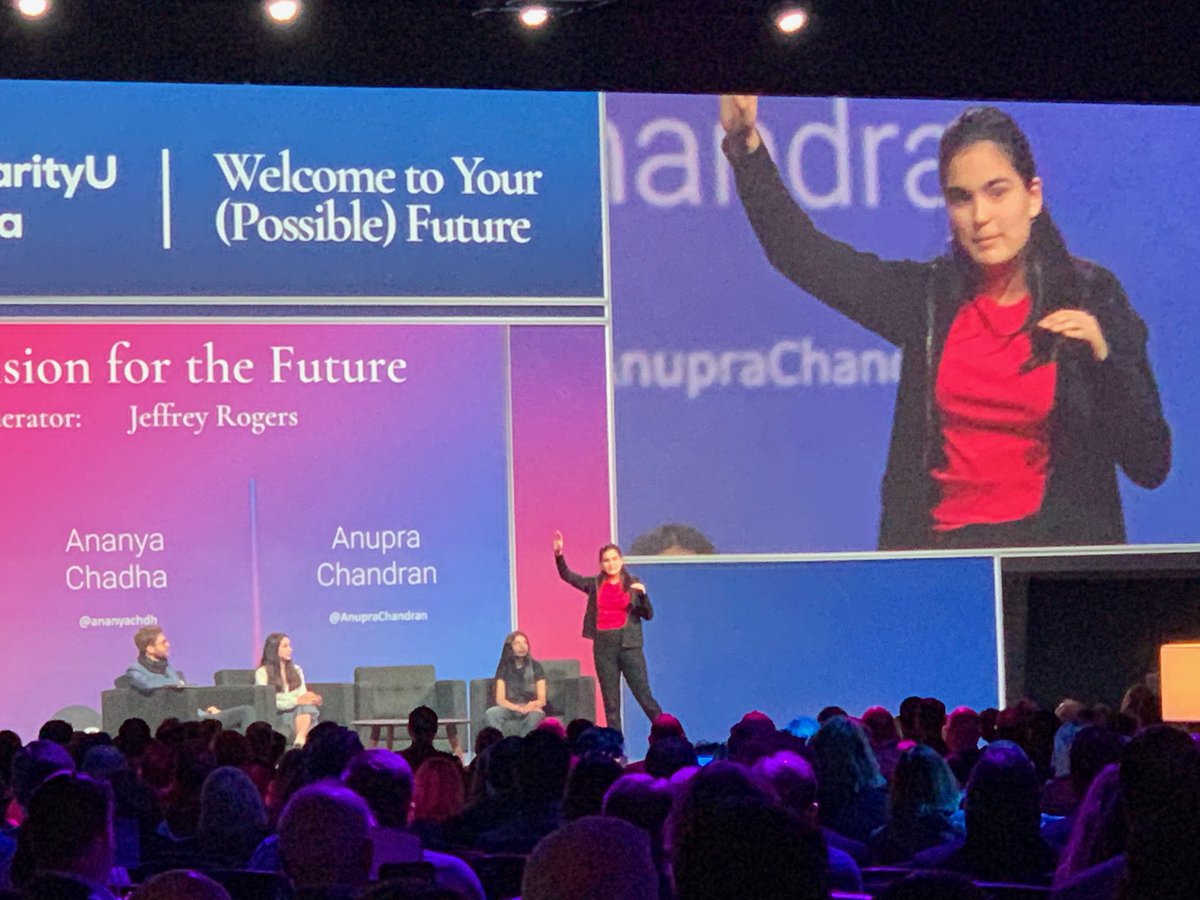 arityU
a
Welcome to Your
(Possible) Future
sion for the Future
erator: Jeffrey Rogers
Ananya
Chadha
@ananyachdh
Anupra
Chandran
@AnupraChandran
andra
AnupraChan